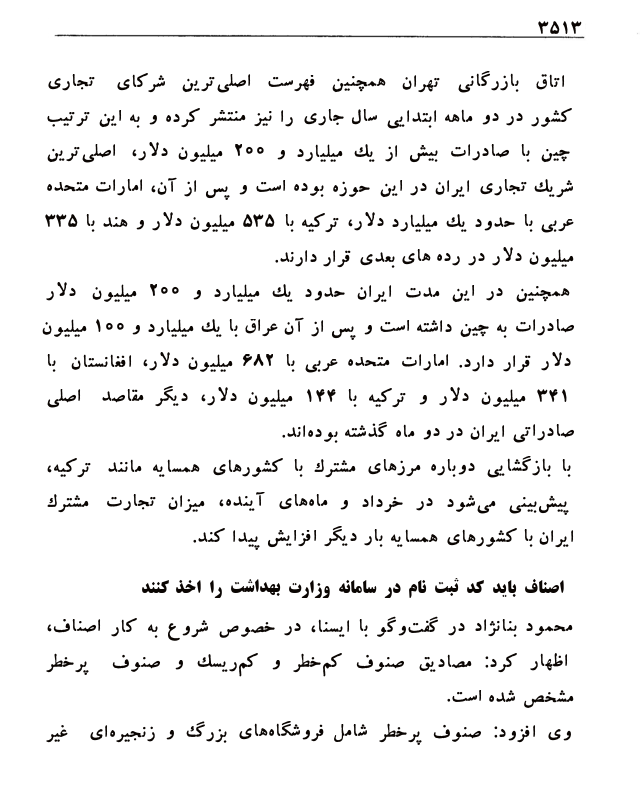 ۳۵۱۳
اتاق بازرگانی تهران همچنین فهرست اصلی‌ترین شرکای تجاری
کشور در دو ماهه ابتدایی سال جاری را نیز منتشر کرده و به این ترتیب
چین با صادرات بیش از یك میلیارد و ۲۰۰ میلیون دلار، اصلی‌ترین
شریك تجاری ایران در این حوزه بوده است و پس از آن، امارات متحده
عربی با حدود یك میلیارد دلار، ترکیه با ۵۳۵ میلیون دلار و هند با ۳۳۵
میلیون دلار در رده های بعدی قرار دارند.
همچنین در این مدت ایران حدود یك میلیارد و ۲۰۰ میلیون دلار
صادرات به چین داشته است و پس از آن عراق با یك میلیارد و ۱۰۰ میلیون
دلار قرار دارد. امارات متحده عربی با ۶۸۲ میلیون دلار، افغانستان با
۳۴۱ میلیون دلار و ترکیه با ۱۴۴ میلیون دلار، دیگر مقاصد اصلی
صادراتی ایران در دو ماه گذشته بوده‌اند.
با بازگشایی دوباره مرزهای مشترك با کشورهای همسایه مانند ترکیه،
پیش‌بینی می‌شود در خرداد و ماه‌های آینده، میزان تجارت مشترك
ایران با کشورهای همسایه بار دیگر افزایش پیدا کند.
اصناف باید کد ثبت نام در سامانه وزارت بهداشت را اخذ کنند
محمود بنانژاد در گفت‌وگو با ایسنا، در خصوص شروع به کار اصناف،
اظهار کرد: مصادیق صنوف کم‌خطر و کم‌ریسك و صنوف پرخطر
مشخص شده است.
وی افزود: صنوف پرخطر شامل فروشگاه‌های بزرگ و زنجیره‌ای غیر